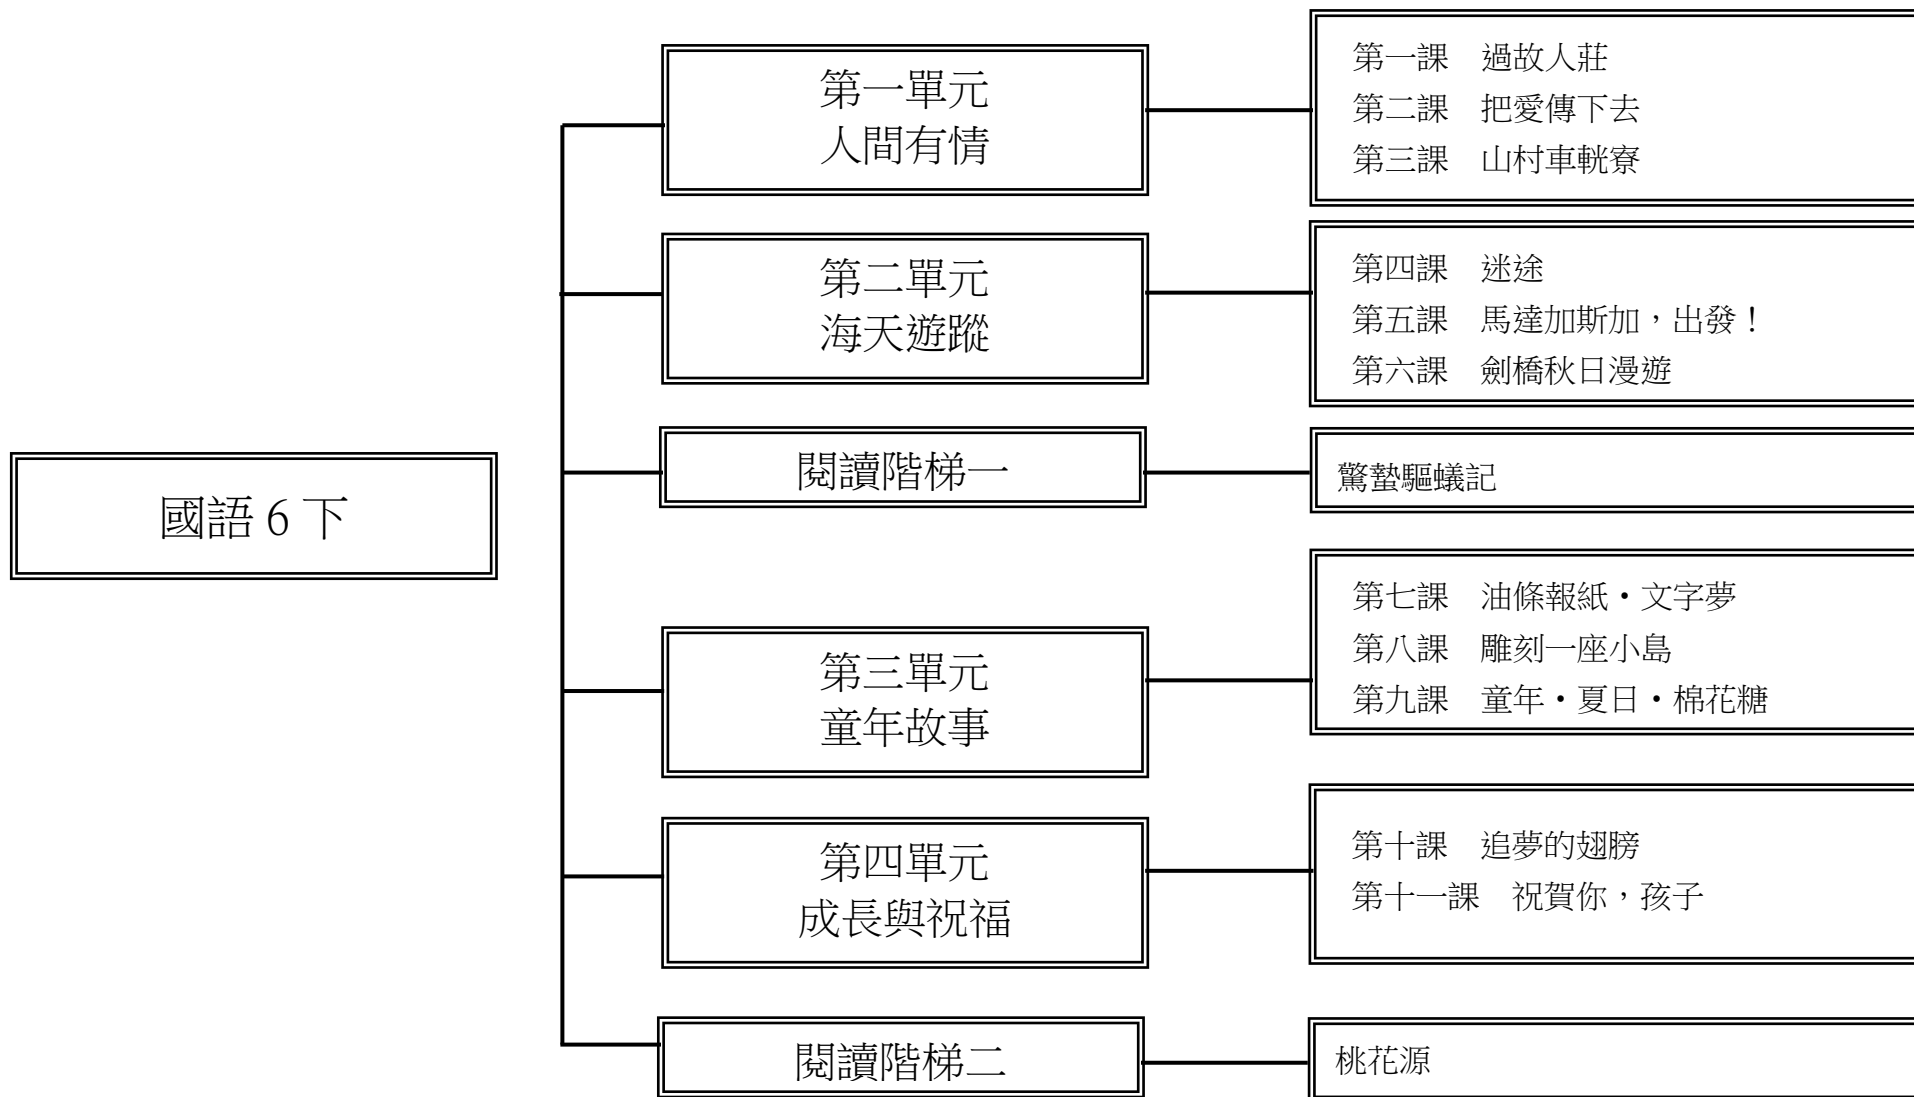 國語 6 下
第一單元
人間有情
第一課　過故人莊
第二課　把愛傳下去
第三課　山村車輄寮
第二單元
海天遊蹤
第四課　迷途
第五課　馬達加斯加，出發！
第六課　劍橋秋日漫遊
閱讀階梯一
驚蟄驅蟻記
第三單元
童年故事
第七課　油條報紙・文字夢
第八課　雕刻一座小島
第九課　童年・夏日・棉花糖
第四單元
成長與祝福
第十課　追夢的翅膀
第十一課　祝賀你，孩子
閱讀階梯二
桃花源